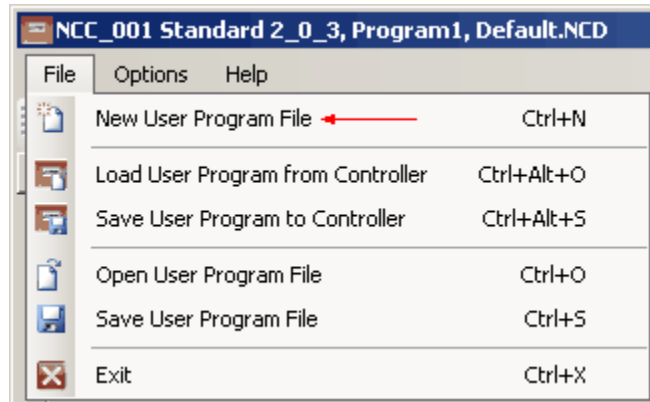 NCC_001 Standard 2_0_3, Program1, Default.NCD
File Options Help
New User Program File Ctrl+N
Load User Program from Controller Ctrl+Alt+O
Save User Program to Controller Ctrl+Alt+S
Open User Program File Ctrl+O
Save User Program File Ctrl+S
Exit Ctrl+X